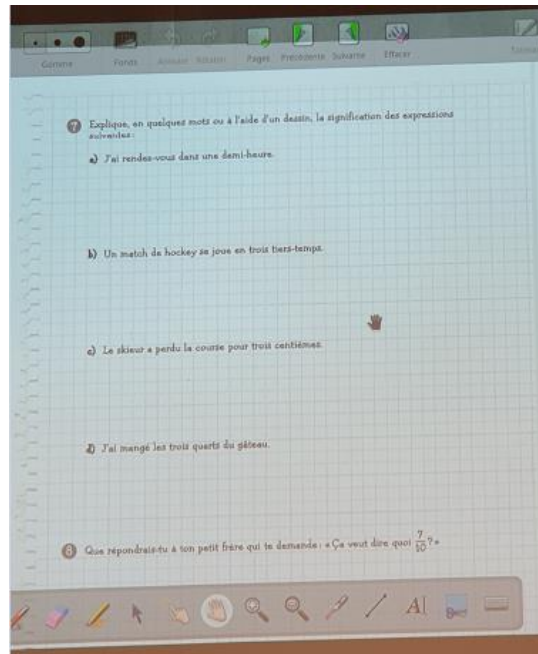 Gomme Fonds Annuler Rétablir Pages Précédente Suivante Effacer
7 Explique, en quelques mots ou à l'aide d'un dessin, la signification des expressions
suivantes :
a) J'ai rendez-vous dans une demi-heure.
b) Un match de hockey se joue en trois tiers-temps.
c) Le skieur a perdu la course pour trois centièmes.
d) J'ai mangé les trois quarts du gâteau.
8 Que répondrais-tu à ton petit frère qui te demande : « Ça veut dire quoi 7/10 ? »
A